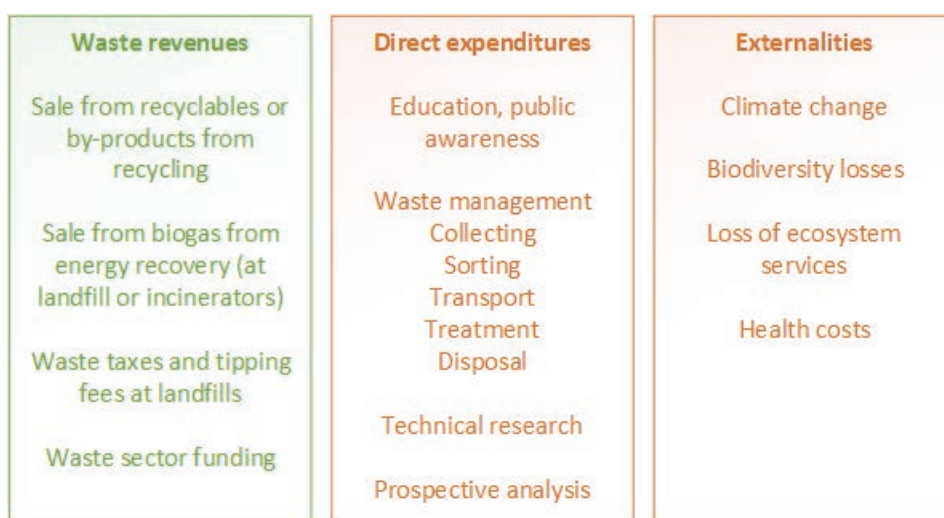 Waste revenues
Sale from recyclables or
by-products from
recycling
Sale from biogas from
energy recovery (at
landfill or incinerators)
Waste taxes and tipping
fees at landfills
Waste sector funding
Direct expenditures
Education, public
awareness
Waste management
Collecting
Sorting
Transport
Treatment
Disposal
Technical research
Prospective analysis
Externalities
Climate change
Biodiversity losses
Loss of ecosystem
services
Health costs